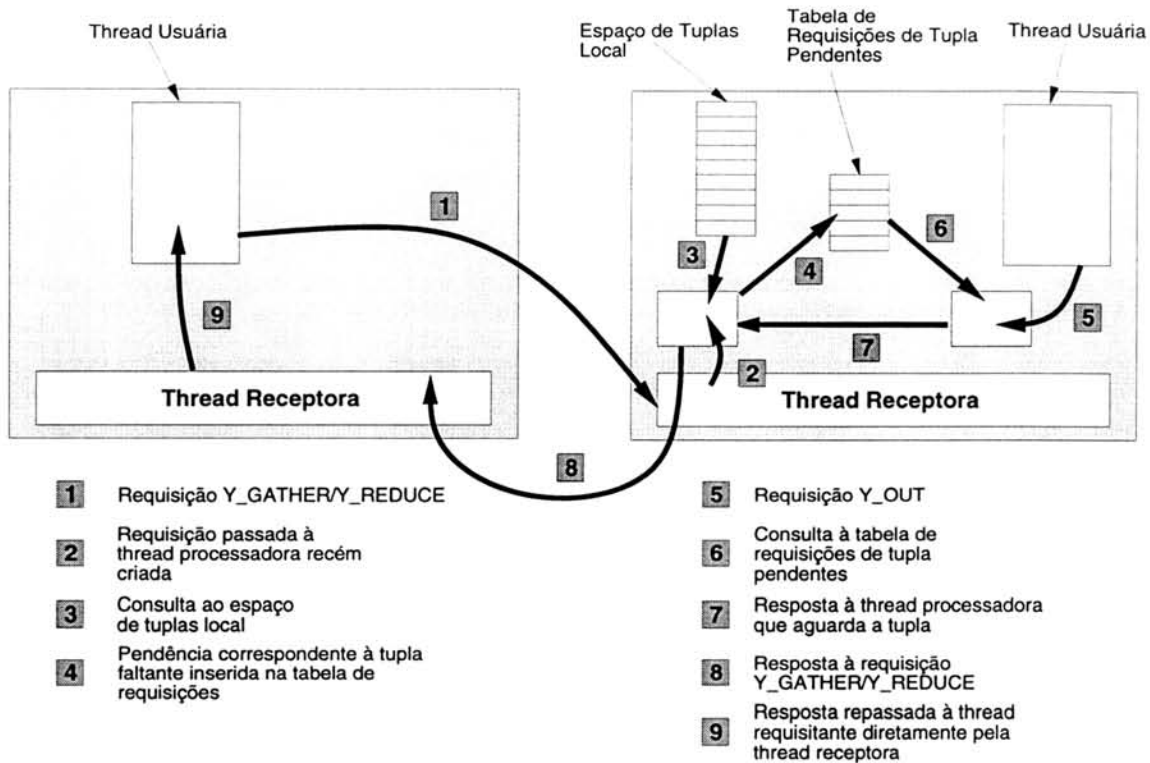 Thread Usuária
Espaço de Tuplas
Local
Tabela de
Requisições de Tupla
Pendentes
Thread Usuária
1
3
4
6
9
5
7
2
Thread Receptora
Thread Receptora
8
1 Requisição Y_GATHER/Y_REDUCE
2 Requisição passada à
thread processadora recém
criada
3 Consulta ao espaço
de tuplas local
4 Pendência correspondente à tupla
faltante inserida na tabela de
requisições
5 Requisição Y_OUT
6 Consulta à tabela de
requisições de tupla
pendentes
7 Resposta à thread processadora
que aguarda a tupla
8 Resposta à requisição
Y_GATHER/Y_REDUCE
9 Resposta repassada à thread
requisitante diretamente pela
thread receptora